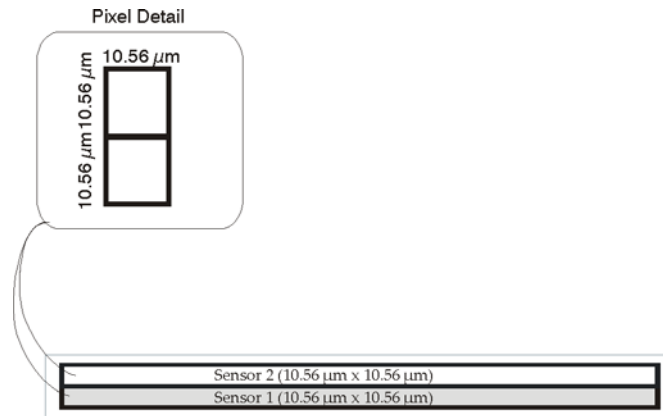 Pixel Detail
10.56 μm
10.56 μm
10.56 μm
Sensor 2 (10.56 μm x 10.56 μm)
Sensor 1 (10.56 μm x 10.56 μm)